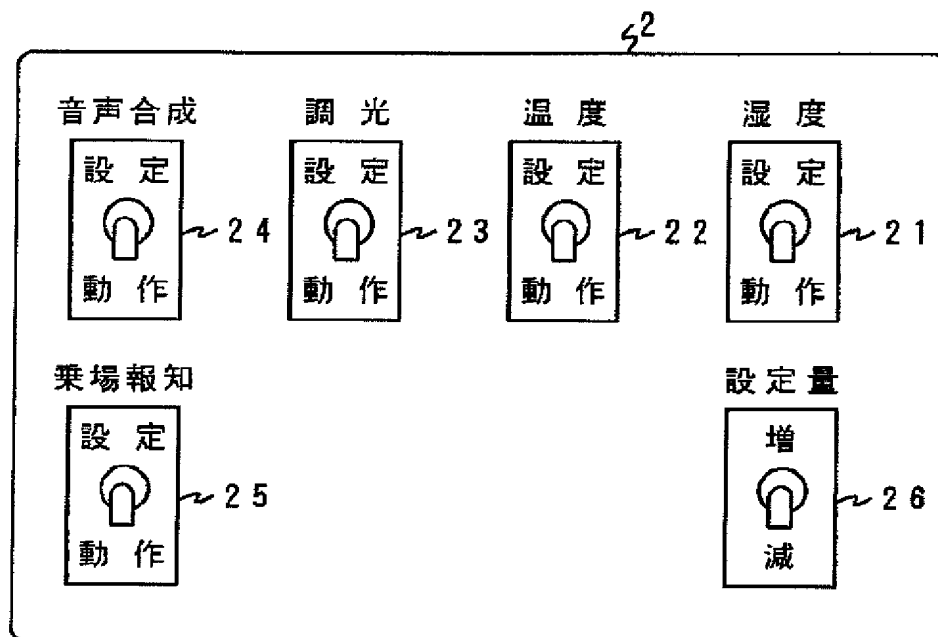 2
音声合成 調光 温度 湿度
設定 設定 設定 設定
24 23 22 21
動作 動作 動作 動作
乗場報知 設定量
設定 増
25 26
動作 減